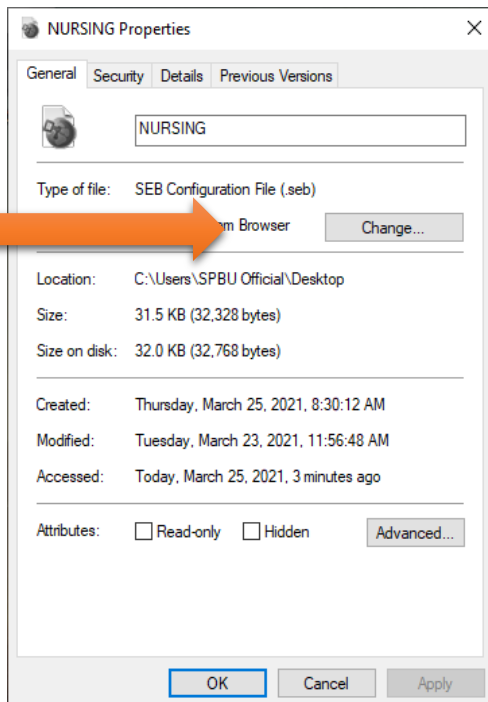 NURSING Properties
General Security Details Previous Versions
NURSING
Type of file: SEB Configuration File (.seb)
Browser Change...
Location: C:\Users\SPBU Official\Desktop
Size: 31.5 KB (32,328 bytes)
Size on disk: 32.0 KB (32,768 bytes)
Created: Thursday, March 25, 2021, 8:30:12 AM
Modified: Tuesday, March 23, 2021, 11:56:48 AM
Accessed: Today, March 25, 2021, 3 minutes ago
Attributes: Read-only Hidden Advanced...
OK Cancel Apply